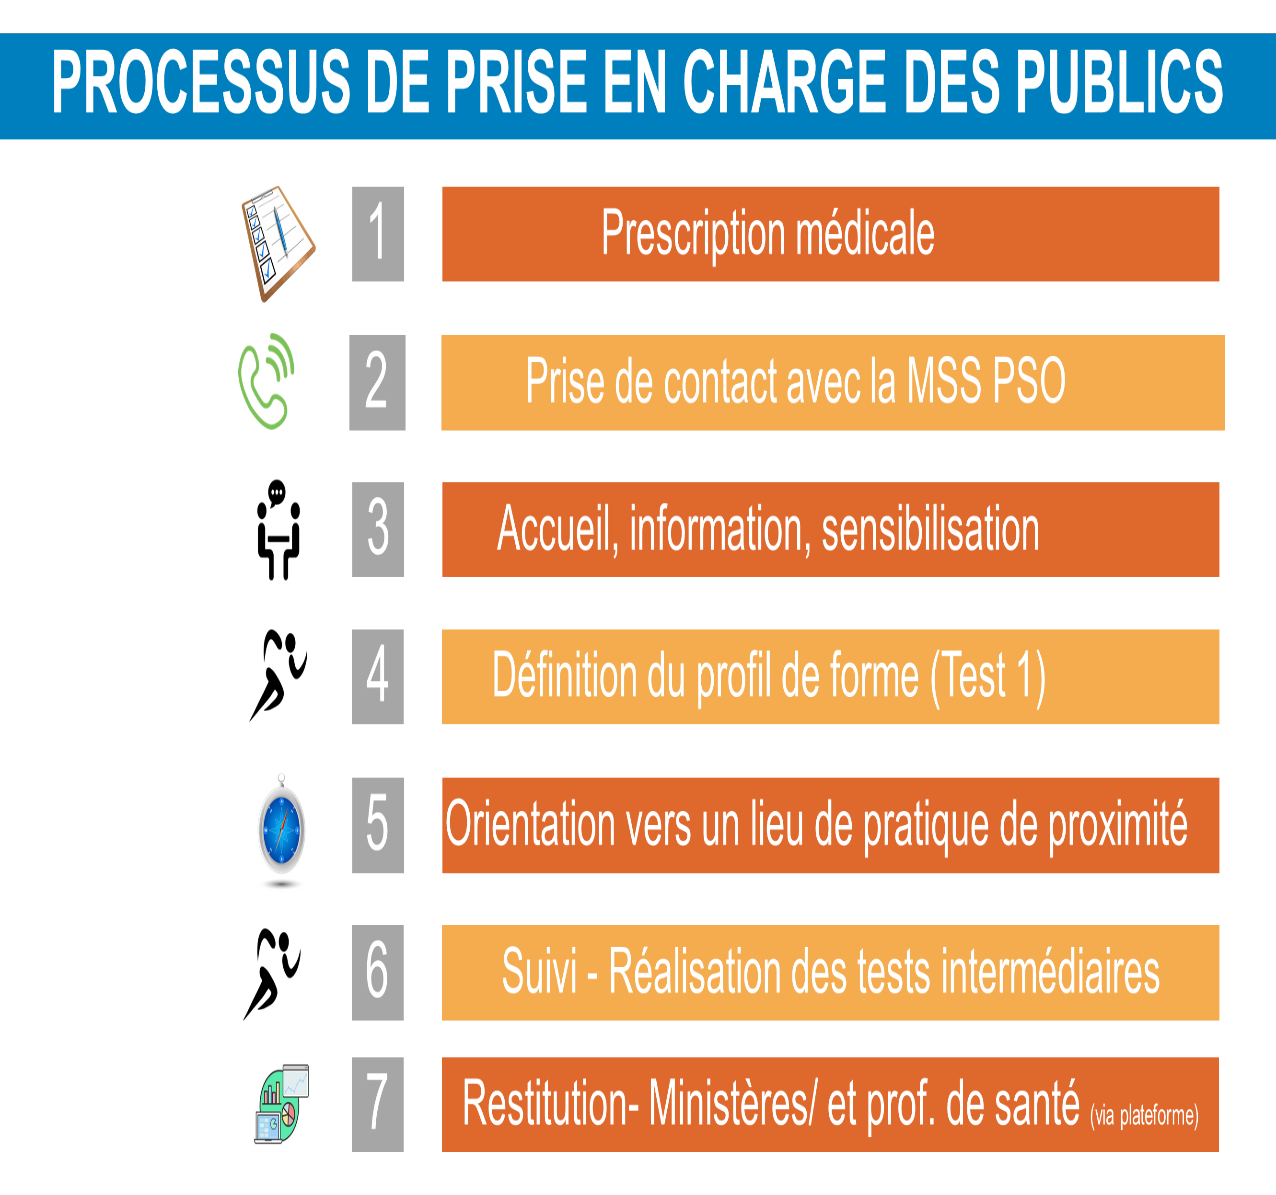 PROCESSUS DE PRISE EN CHARGE DES PUBLICS
1 Prescription médicale
2 Prise de contact avec la MSS PSO
3 Accueil, information, sensibilisation
4 Définition du profil de forme (Test 1)
5 Orientation vers un lieu de pratique de proximité
6 Suivi - Réalisation des tests intermédiaires
7 Restitution- Ministères/ et prof. de santé (via plateforme)